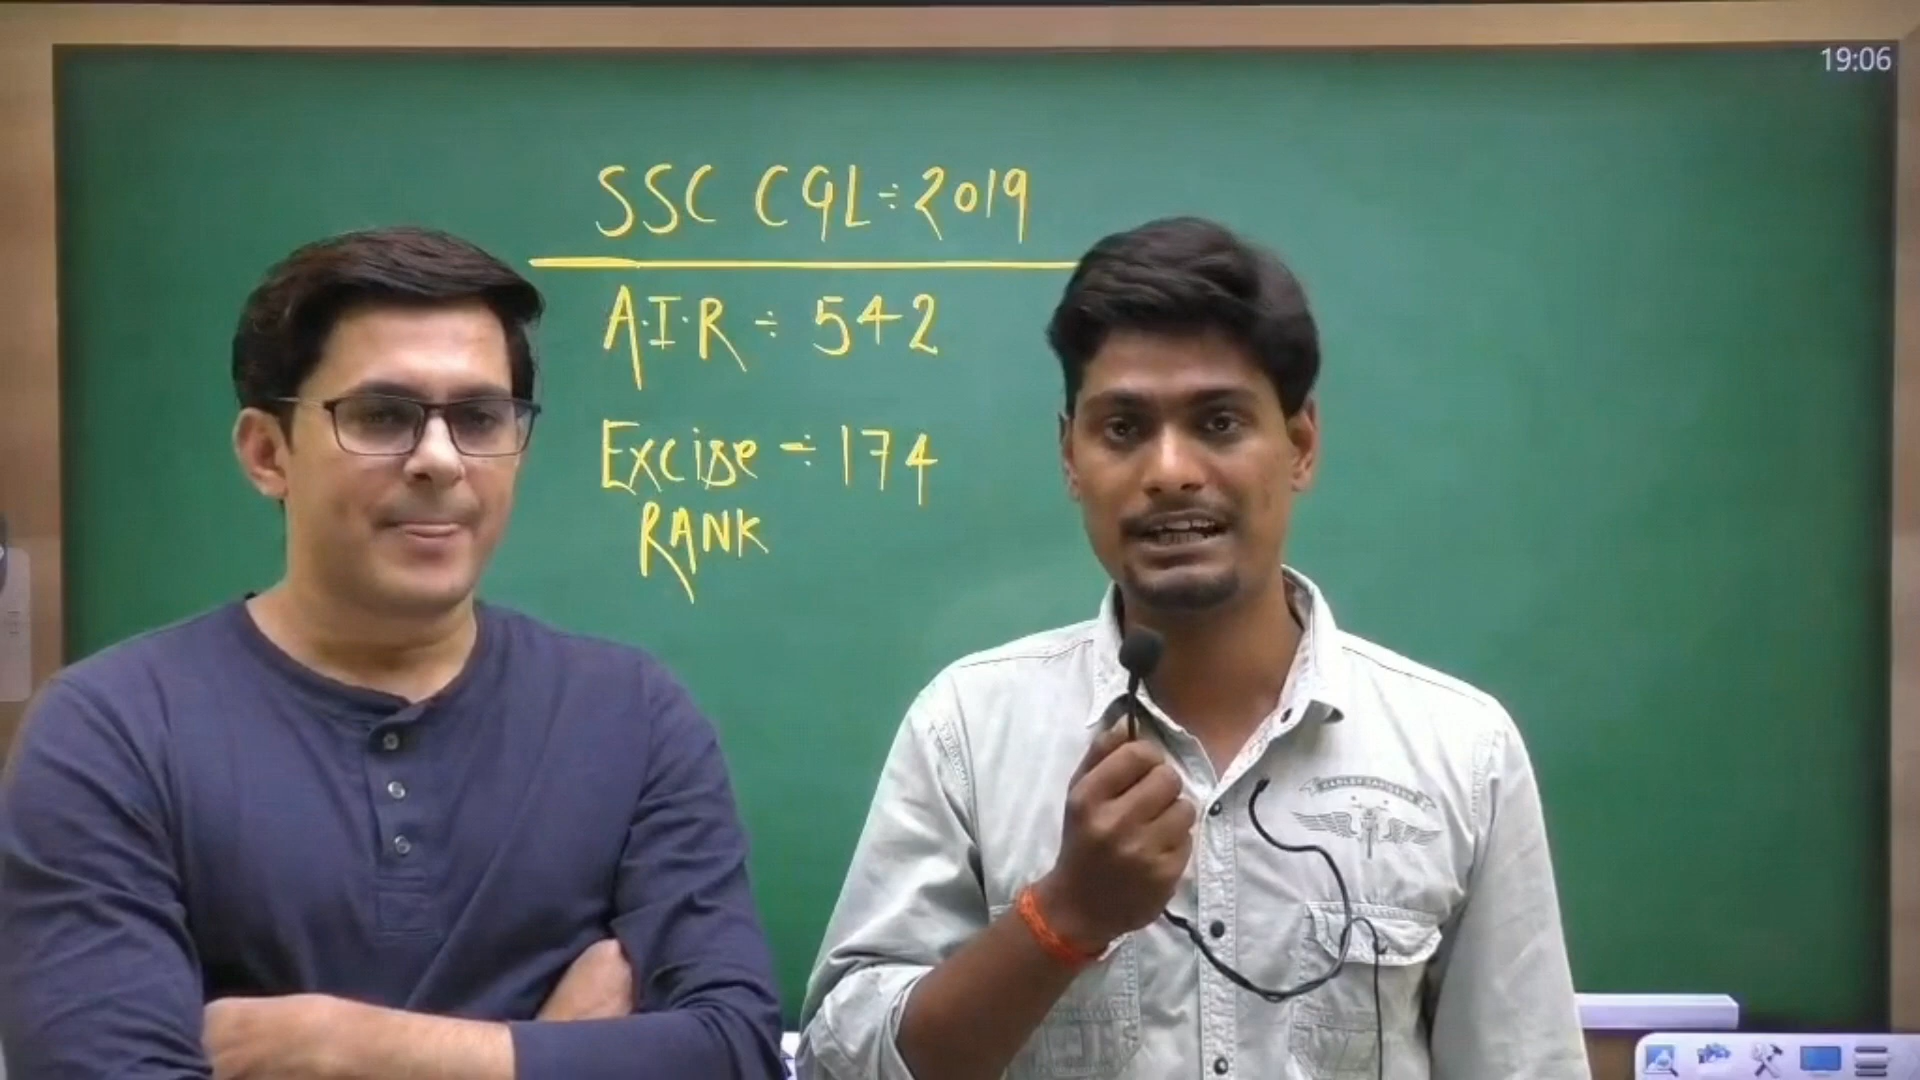 19:06
SSC CGL÷2019
A.I.R ÷ 542
Excise ÷ 174
RANK